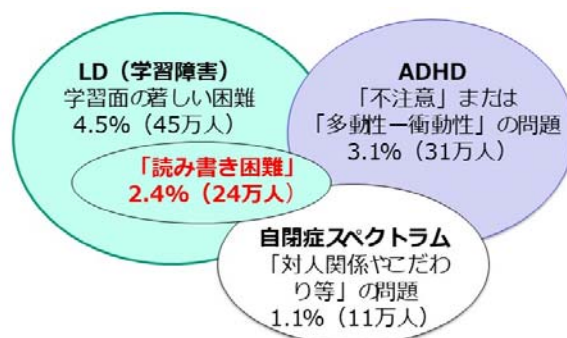 LD（学習障害）
学習面の著しい困難
4.5%（45万人）
「読み書き困難」
2.4%（24万人）
ADHD
「不注意」または
「多動性ー衝動性」の問題
3.1%（31万人）
自閉症スペクトラム
「対人関係やこだわ
り等」の問題
1.1%（11万人）